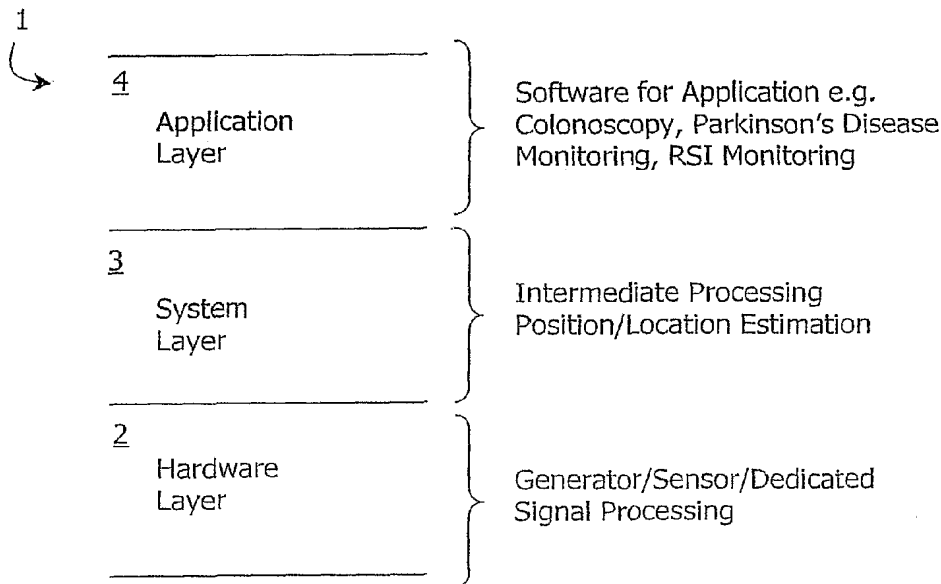 1
4
Application
Layer
Software for Application e.g.
Colonoscopy, Parkinson's Disease
Monitoring, RSI Monitoring
3
System
Layer
Intermediate Processing
Position/Location Estimation
2
Hardware
Layer
Generator/Sensor/Dedicated
Signal Processing